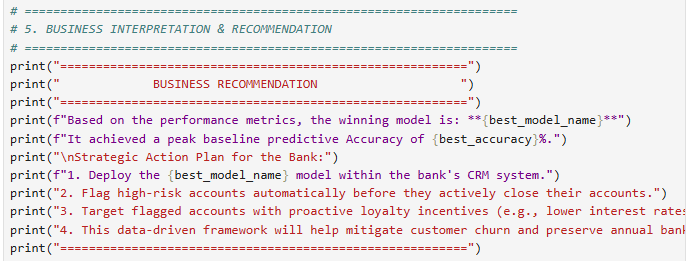 # ==================================================================
# 5. BUSINESS INTERPRETATION & RECOMMENDATION
# ==================================================================
print("======================================================")
print("            BUSINESS RECOMMENDATION                   ")
print("======================================================")
print(f"Based on the performance metrics, the winning model is: **{best_model_name}**")
print(f"It achieved a peak baseline predictive Accuracy of {best_accuracy}%.")
print("\nStrategic Action Plan for the Bank:")
print(f"1. Deploy the {best_model_name} model within the bank's CRM system.")
print("2. Flag high-risk accounts automatically before they actively close their accounts.")
print("3. Target flagged accounts with proactive loyalty incentives (e.g., lower interest rates
print("4. This data-driven framework will help mitigate customer churn and preserve annual bank
print("======================================================")